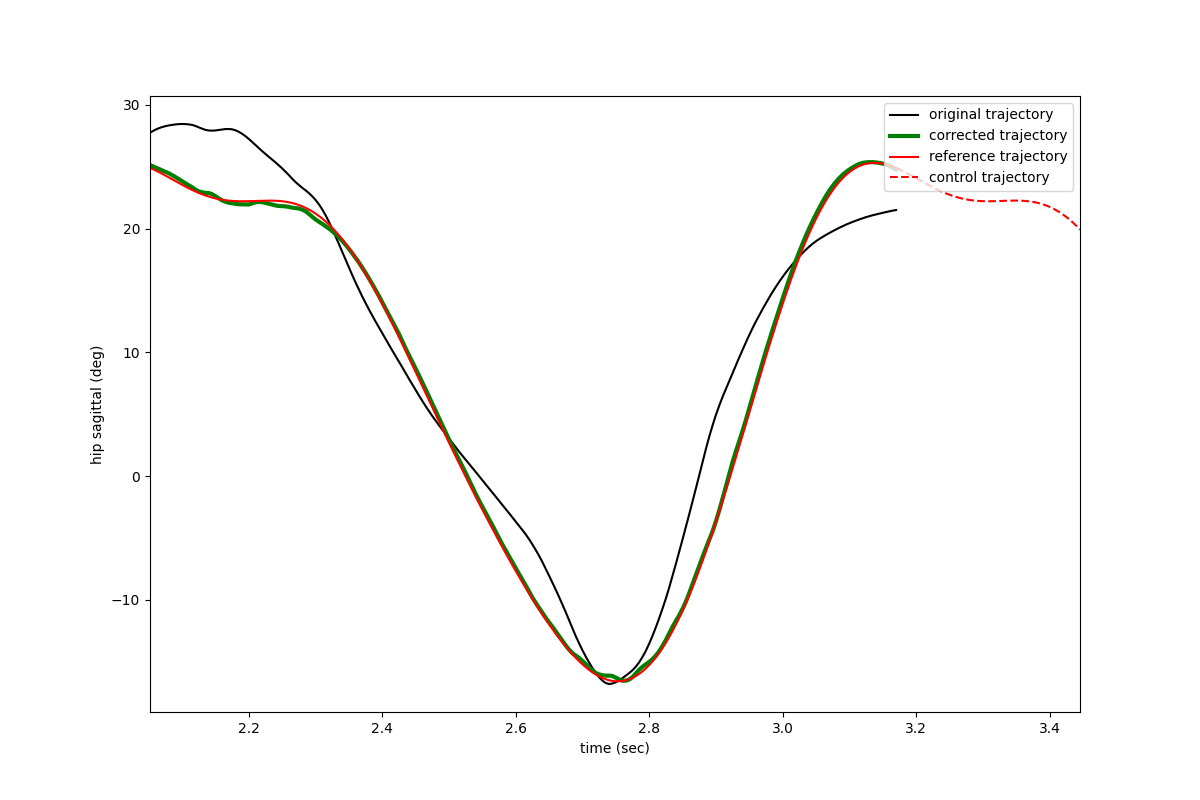 30
20
10
0
−10
hip sagittal (deg)
original trajectory
corrected trajectory
reference trajectory
control trajectory
2.2
2.4
2.6
2.8
3.0
3.2
3.4
time (sec)